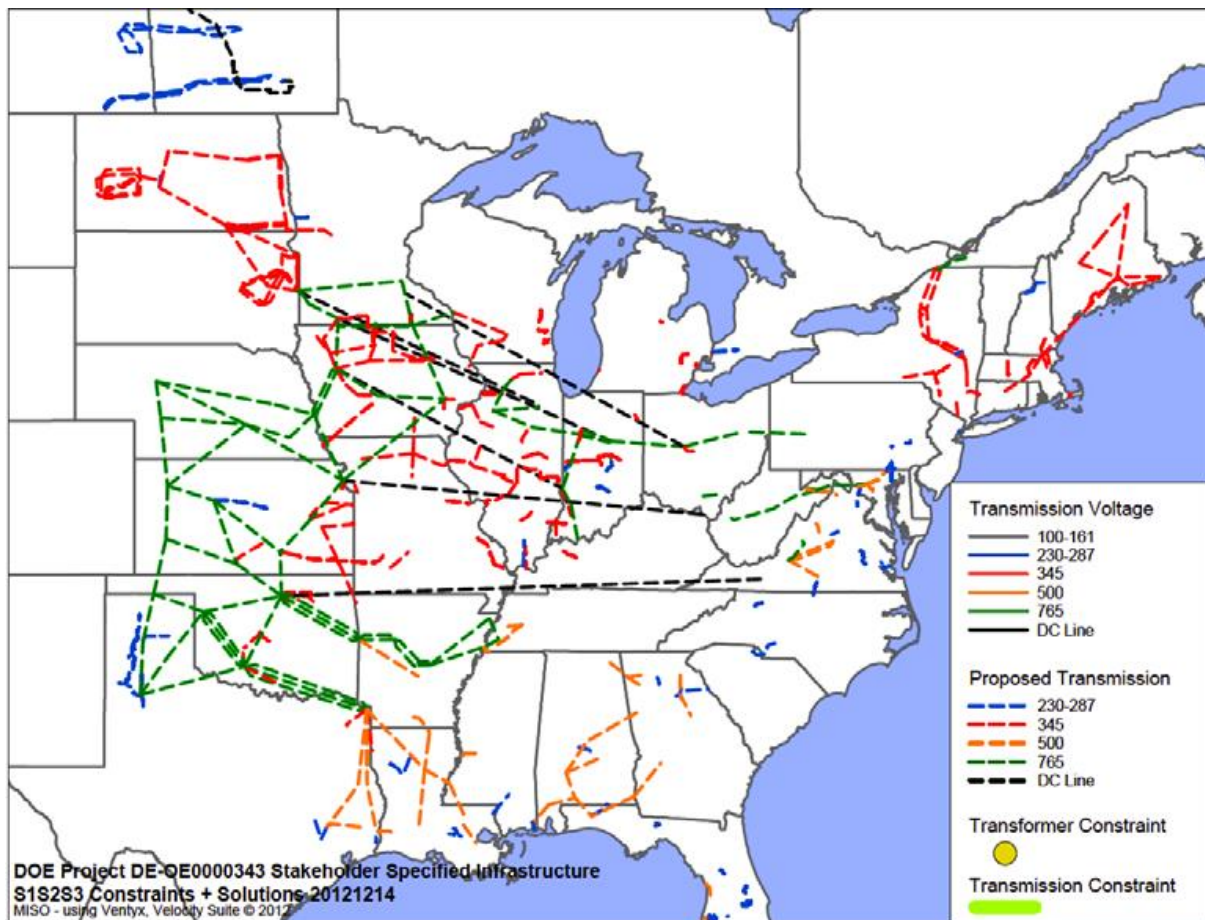 Transmission Voltage
100-161
230-287
345
500
765
DC Line
Proposed Transmission
230-287
345
500
765
DC Line
Transformer Constraint
Transmission Constraint
DOE Project DE-OE0000343 Stakeholder Specified Infrastructure
S1S2S3 Constraints + Solutions 20121214
MISO - using Ventyx, Velocity Suite © 2012